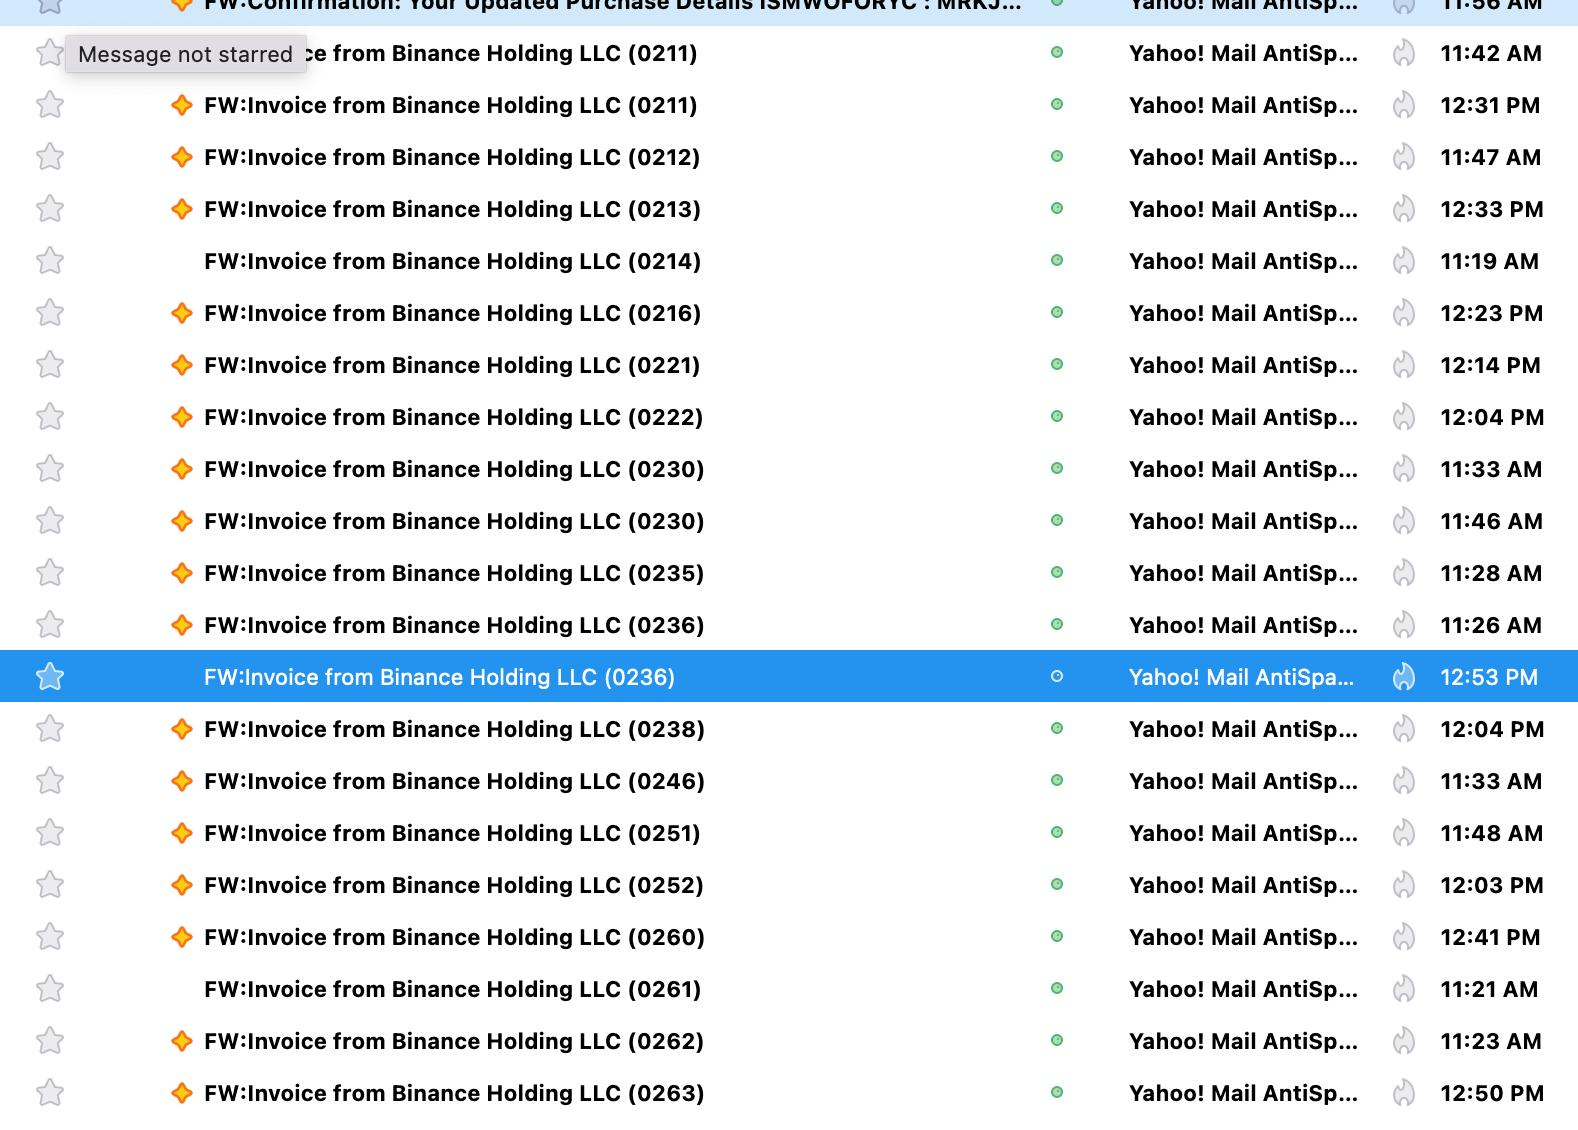 FW:Confirmation: Your Updated Purchase Details ISMWOFORYC : MRKJ... Yahoo! Mail AntiSp... 11:56 AM
Message not starred ce from Binance Holding LLC (0211) Yahoo! Mail AntiSp... 11:42 AM
FW:Invoice from Binance Holding LLC (0211) Yahoo! Mail AntiSp... 12:31 PM
FW:Invoice from Binance Holding LLC (0212) Yahoo! Mail AntiSp... 11:47 AM
FW:Invoice from Binance Holding LLC (0213) Yahoo! Mail AntiSp... 12:33 PM
FW:Invoice from Binance Holding LLC (0214) Yahoo! Mail AntiSp... 11:19 AM
FW:Invoice from Binance Holding LLC (0216) Yahoo! Mail AntiSp... 12:23 PM
FW:Invoice from Binance Holding LLC (0221) Yahoo! Mail AntiSp... 12:14 PM
FW:Invoice from Binance Holding LLC (0222) Yahoo! Mail AntiSp... 12:04 PM
FW:Invoice from Binance Holding LLC (0230) Yahoo! Mail AntiSp... 11:33 AM
FW:Invoice from Binance Holding LLC (0230) Yahoo! Mail AntiSp... 11:46 AM
FW:Invoice from Binance Holding LLC (0235) Yahoo! Mail AntiSp... 11:28 AM
FW:Invoice from Binance Holding LLC (0236) Yahoo! Mail AntiSp... 11:26 AM
FW:Invoice from Binance Holding LLC (0236) Yahoo! Mail AntiSpa... 12:53 PM
FW:Invoice from Binance Holding LLC (0238) Yahoo! Mail AntiSp... 12:04 PM
FW:Invoice from Binance Holding LLC (0246) Yahoo! Mail AntiSp... 11:33 AM
FW:Invoice from Binance Holding LLC (0251) Yahoo! Mail AntiSp... 11:48 AM
FW:Invoice from Binance Holding LLC (0252) Yahoo! Mail AntiSp... 12:03 PM
FW:Invoice from Binance Holding LLC (0260) Yahoo! Mail AntiSp... 12:41 PM
FW:Invoice from Binance Holding LLC (0261) Yahoo! Mail AntiSp... 11:21 AM
FW:Invoice from Binance Holding LLC (0262) Yahoo! Mail AntiSp... 11:23 AM
FW:Invoice from Binance Holding LLC (0263) Yahoo! Mail AntiSp... 12:50 PM